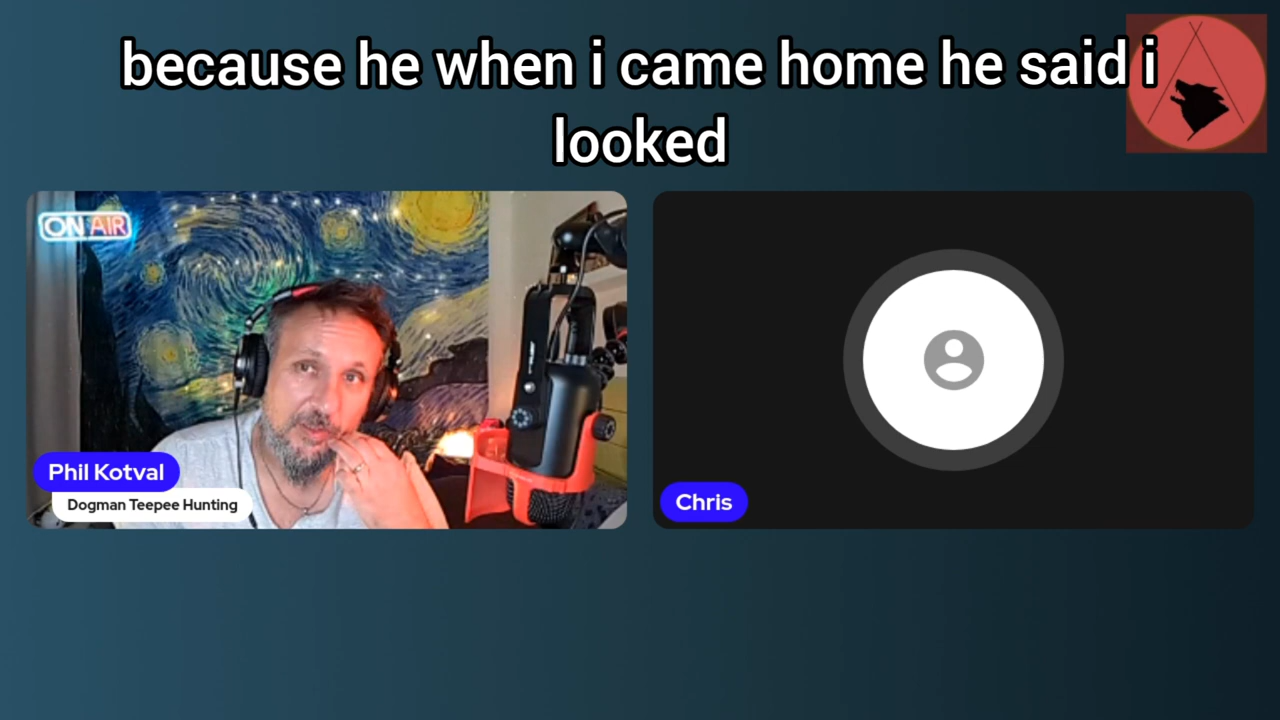 because he when i came home he said i
looked
ON AIR
Phil Kotval
Dogman Teepee Hunting
Chris